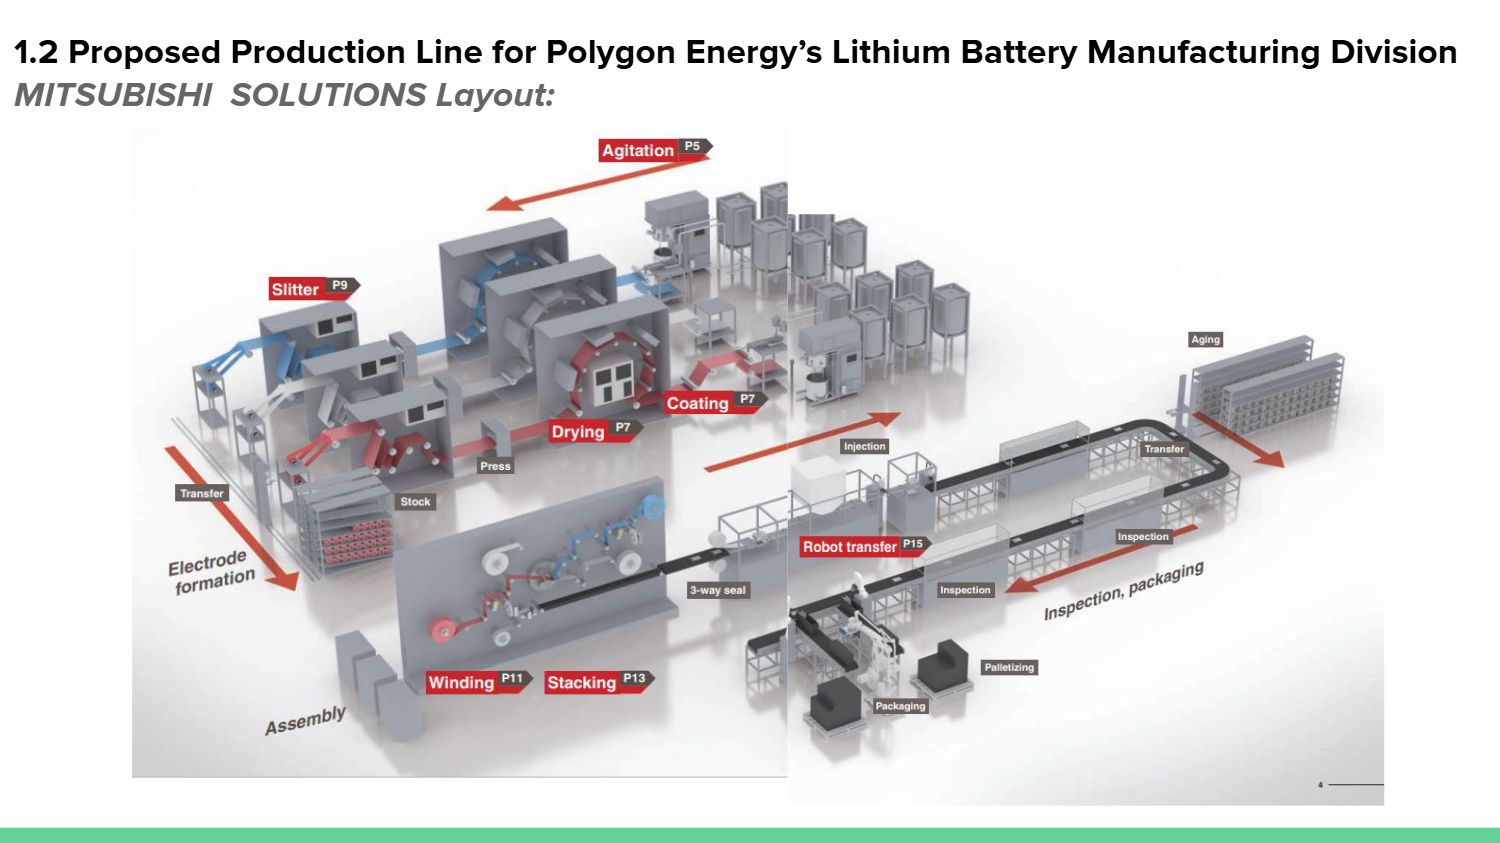 1.2 Proposed Production Line for Polygon Energy’s Lithium Battery Manufacturing Division
MITSUBISHI SOLUTIONS Layout:
Agitation P5
Slitter P9
Coating P7
Drying P7
Press
Stock
Transfer
Electrode
formation
Injection
Aging
Transfer
Robot transfer P15
Inspection
3-way seal
Inspection
Inspection, packaging
Winding P11
Stacking P13
Palletizing
Packaging
Assembly
4